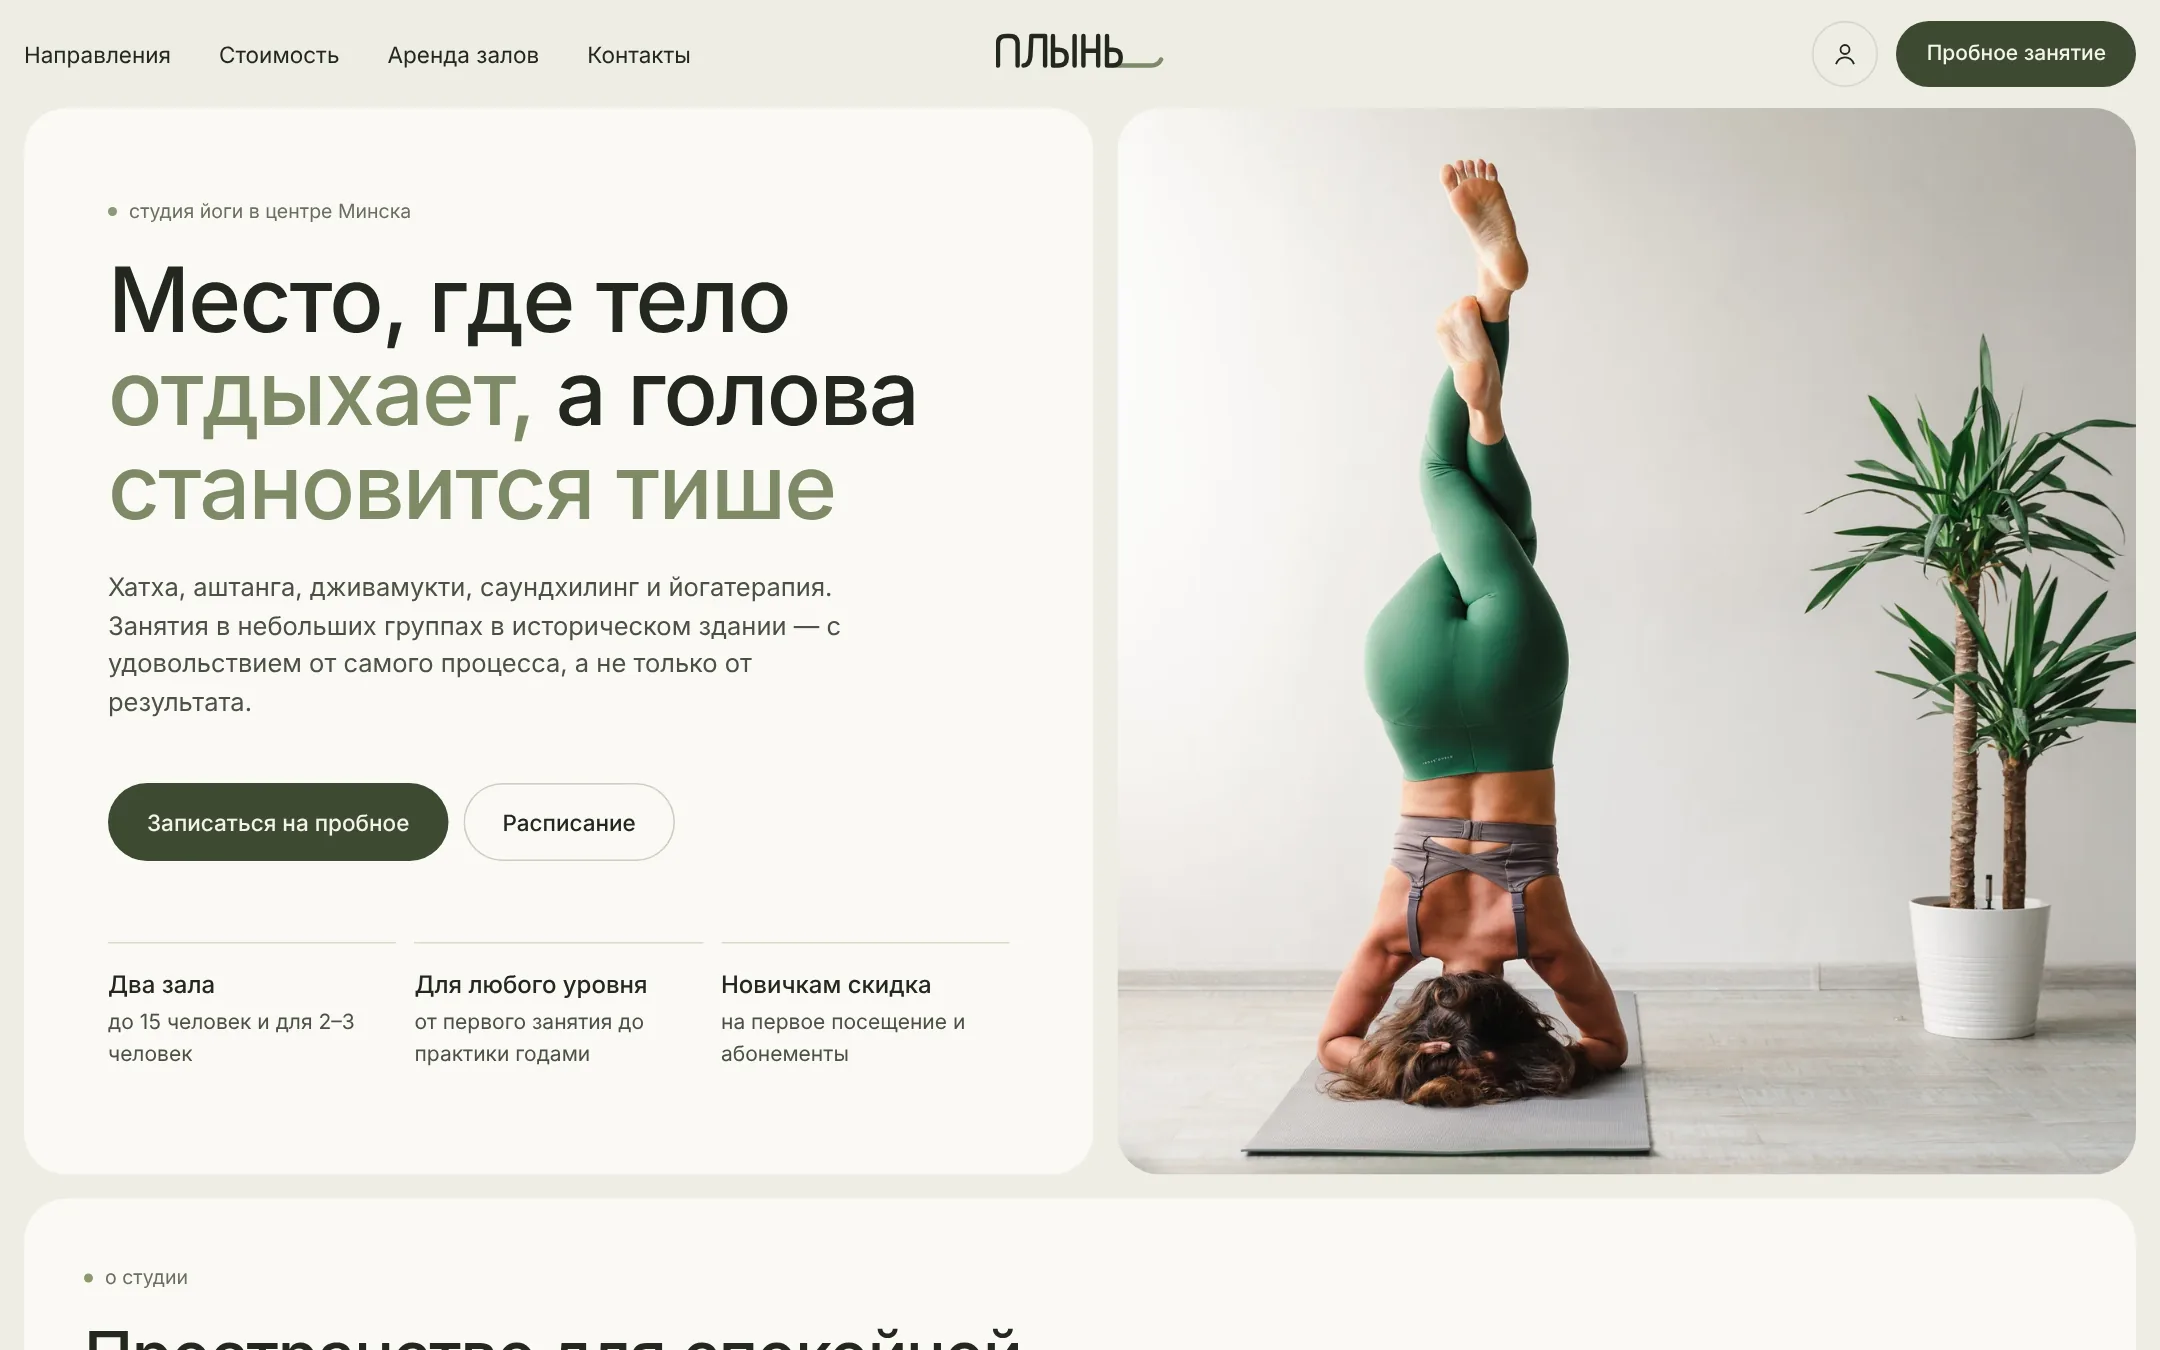 Направления
Стоимость
Аренда залов
Контакты
ПЛЫНЬ
Пробное занятие
студия йоги в центре Минска
Место, где тело
отдыхает, а голова
становится тише
Хатха, аштанга, дживамукти, саундхилинг и йогатерапия.
Занятия в небольших группах в историческом здании — с
удовольствием от самого процесса, а не только от
результата.
Записаться на пробное
Расписание
Два зала
до 15 человек и для 2–3
человек
Для любого уровня
от первого занятия до
практики годами
Новичкам скидка
на первое посещение и
абонементы
о студии
Пространство для спокойной